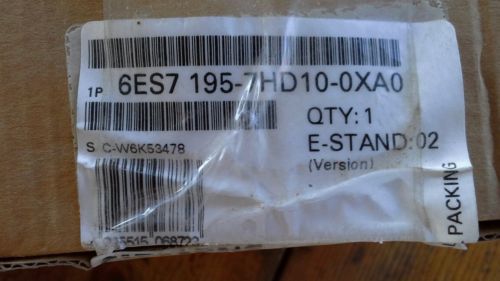 1P 6ES7 195-7HD10-0XA0
QTY: 1
S C-W6K53478
E-STAND:02
(Version)
PACKING